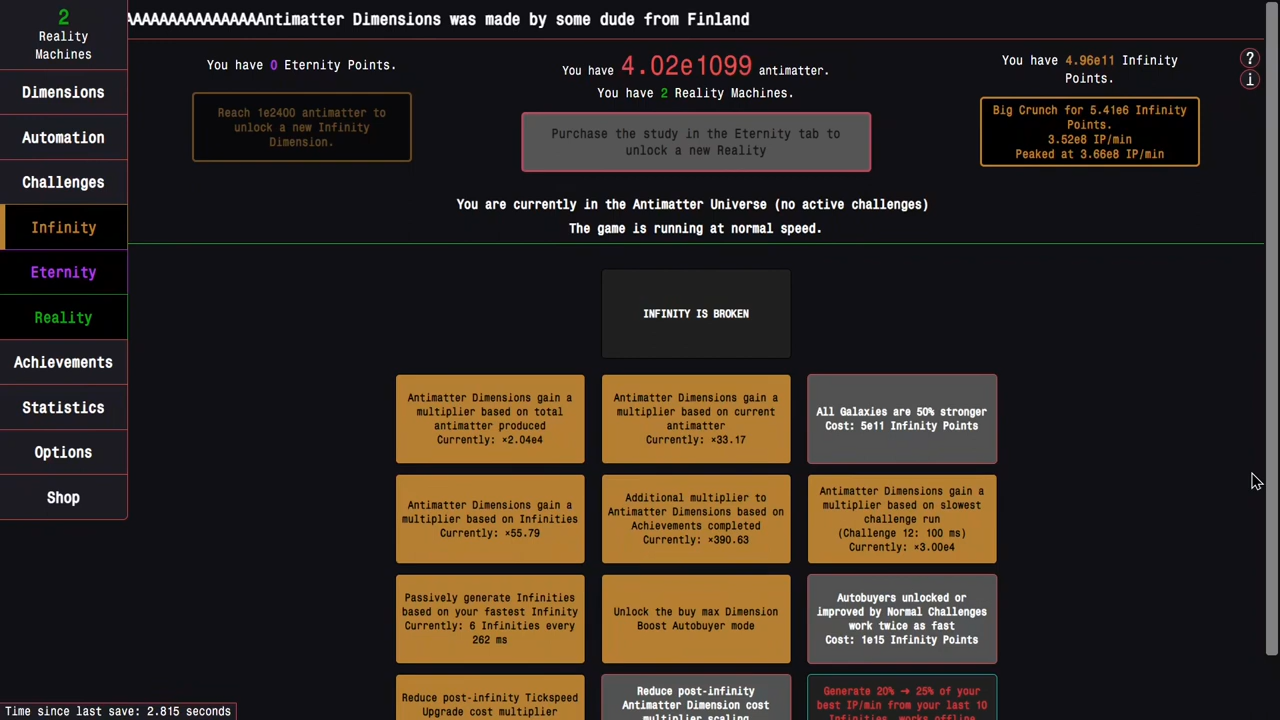 2
Reality
Machines
Dimensions
Automation
Challenges
Infinity
Eternity
Reality
Achievements
Statistics
Options
Shop
AAAAAAAAAAAAAAAAntimatter Dimensions was made by some dude from Finland
You have 0 Eternity Points.
Reach 1e2400 antimatter to
unlock a new Infinity
Dimension.
You have 4.02e1099 antimatter.
You have 2 Reality Machines.
Purchase the study in the Eternity tab to
unlock a new Reality
You have 4.96e11 Infinity
Points.
Big Crunch for 5.41e6 Infinity
Points.
3.52e8 IP/min
Peaked at 3.66e8 IP/min
?
i
You are currently in the Antimatter Universe (no active challenges)
The game is running at normal speed.
INFINITY IS BROKEN
Antimatter Dimensions gain a
multiplier based on total
antimatter produced
Currently: ×2.04e4
Antimatter Dimensions gain a
multiplier based on current
antimatter
Currently: ×33.17
All Galaxies are 50% stronger
Cost: 5e11 Infinity Points
Antimatter Dimensions gain a
multiplier based on Infinities
Currently: ×55.79
Additional multiplier to
Antimatter Dimensions based on
Achievements completed
Currently: ×390.63
Antimatter Dimensions gain a
multiplier based on slowest
challenge run
(Challenge 12: 100 ms)
Currently: ×3.00e4
Passively generate Infinities
based on your fastest Infinity
Currently: 6 Infinities every
262 ms
Unlock the buy max Dimension
Boost Autobuyer mode
Autobuyers unlocked or
improved by Normal Challenges
work twice as fast
Cost: 1e15 Infinity Points
Reduce post-infinity Tickspeed
Upgrade cost multiplier
Reduce post-infinity
Antimatter Dimension cost
multiplier scaling
Generate 20% → 25% of your
best IP/min from your last 10
Infinities, works offline
Time since last save: 2.815 seconds